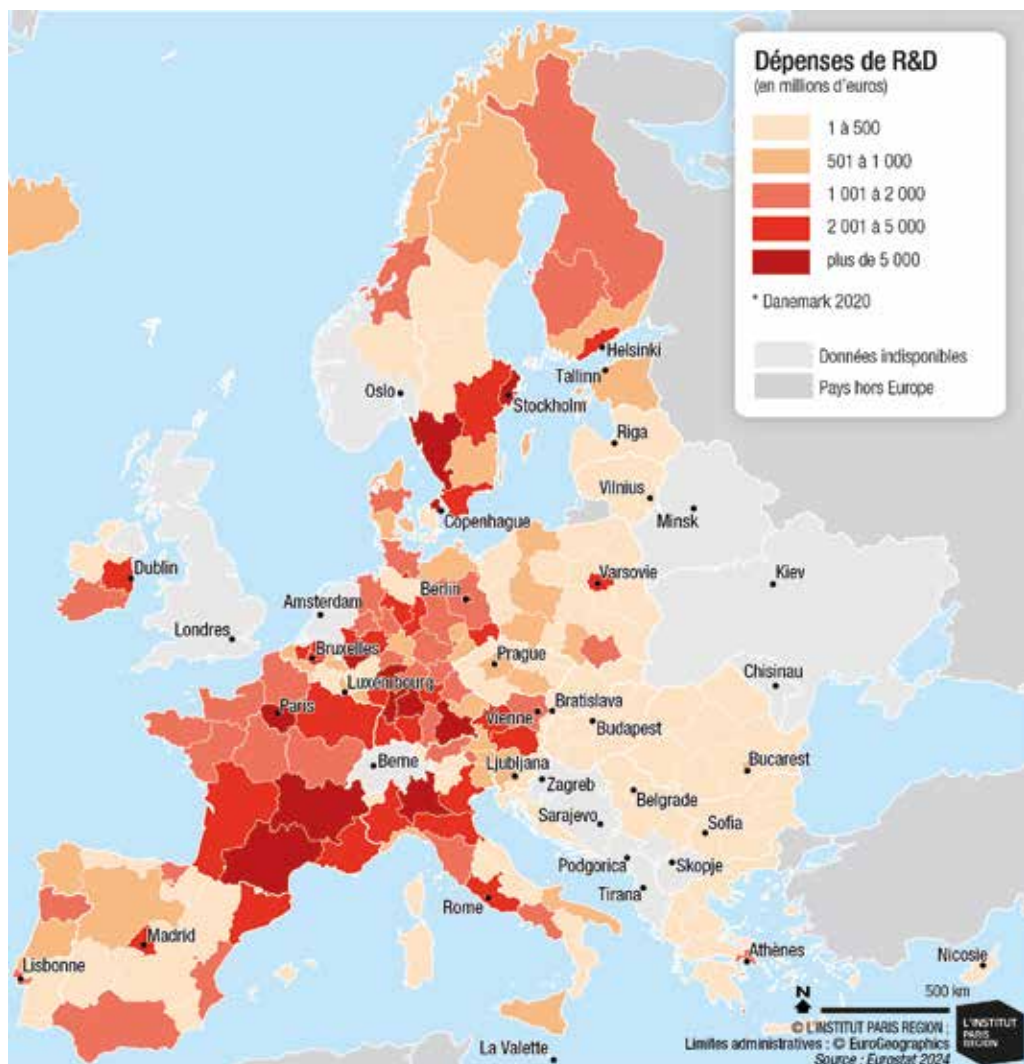 Dépenses de R&D
(en millions d'euros)
1 à 500
501 à 1 000
1 001 à 2 000
2 001 à 5 000
plus de 5 000
* Danemark 2020
Données indisponibles
Pays hors Europe
Helsinki
Tallinn
Oslo
Stockholm
Riga
Vilnius
Minsk
Copenhague
Dublin
Varsovie
Kiev
Berlin
Amsterdam
Londres
Bruxelles
Prague
Chisinau
Luxembourg
Paris
Bratislava
Vienne
Budapest
Berne
Ljubljana
Bucarest
Zagreb
Belgrade
Sarajevo
Sofia
Podgorica
Skopje
Tirana
Rome
Madrid
Athènes
Nicosie
Lisbonne
N
500 km
© L'INSTITUT PARIS REGION ;
Limites administratives : © EuroGeographics
Source : Eurostat 2024
L'INSTITUT
PARIS
REGION
La Valette